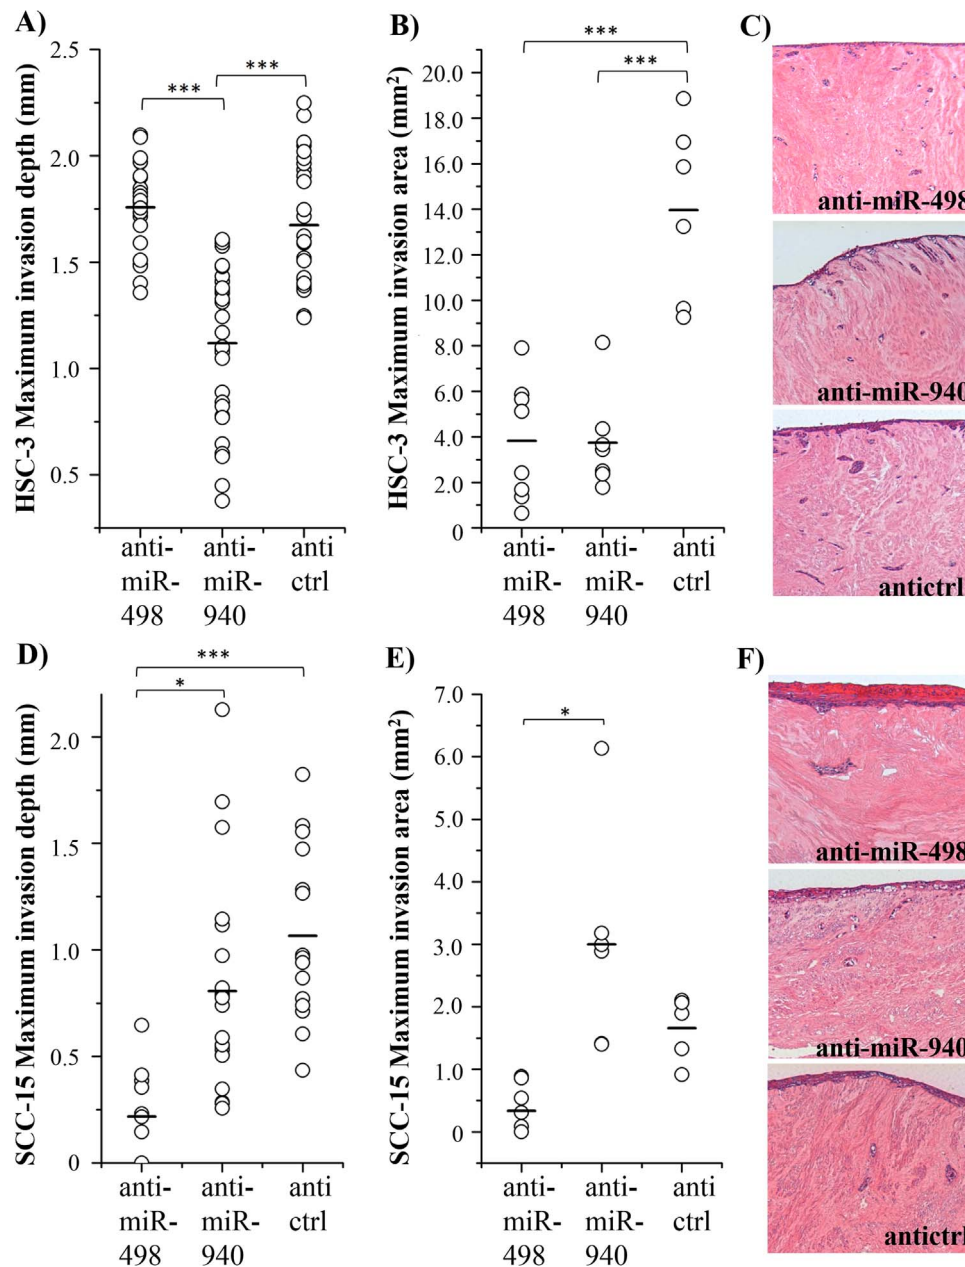 A)
HSC-3 Maximum invasion depth (mm)
2.5
2.0
1.5
1.0
0.5
***
***
anti-
miR-
498
anti-
miR-
940
anti
ctrl
B)
HSC-3 Maximum invasion area (mm²)
20.0
18.0
16.0
14.0
12.0
10.0
8.0
6.0
4.0
2.0
0
***
***
anti-
miR-
498
anti-
miR-
940
anti
ctrl
C)
anti-miR-498
anti-miR-940
antictrl
D)
SCC-15 Maximum invasion depth (mm)
2.0
1.5
1.0
0.5
0
***
*
anti-
miR-
498
anti-
miR-
940
anti
ctrl
E)
SCC-15 Maximum invasion area (mm²)
7.0
6.0
5.0
4.0
3.0
2.0
1.0
0
*
anti-
miR-
498
anti-
miR-
940
anti
ctrl
F)
anti-miR-498
anti-miR-940
antictrl